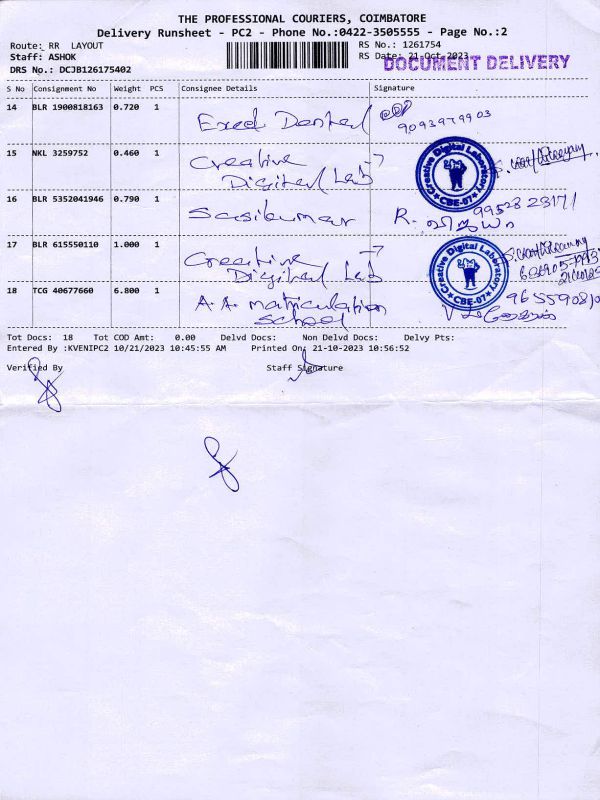 THE PROFESSIONAL COURIERS, COIMBATORE
Delivery Runsheet - PC2 - Phone No.:0422-3505555 - Page No.:2
Route: RR LAYOUT
RS No.: 1261754
Staff: ASHOK
RS Date: 21-Oct-2023
DOCUMENT DELIVERY
DRS No.: DCJB126175402
S No Consignment No Weight PCS Consignee Details Signature
14 BLR 1900818163 0.720 1
Exed Dental
9093979903
15 NKL 3259752 0.460 1
Creative
Digital Lab
Creative Digital Laboratory
CBE-07
16 BLR 5352041946 0.790 1
Sasikumar R.
17 BLR 615550110 1.000 1
Creative
Digital Lab
Creative Digital Laboratory
CBE-07
18 TCG 40677660 6.800 1
A.A. Matriculation
School
Tot Docs: 18 Tot COD Amt: 0.00 Delvd Docs: Non Delvd Docs: Delvy Pts:
Entered By :KVENIPC2 10/21/2023 10:45:55 AM Printed On: 21-10-2023 10:56:52
Verified By Staff Signature